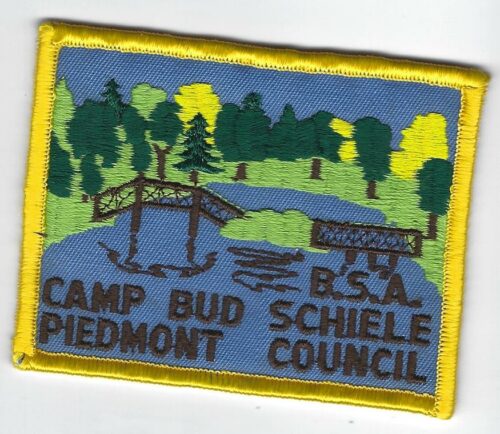 B.S.A.
CAMP BUD SCHIELE
PIEDMONT COUNCIL